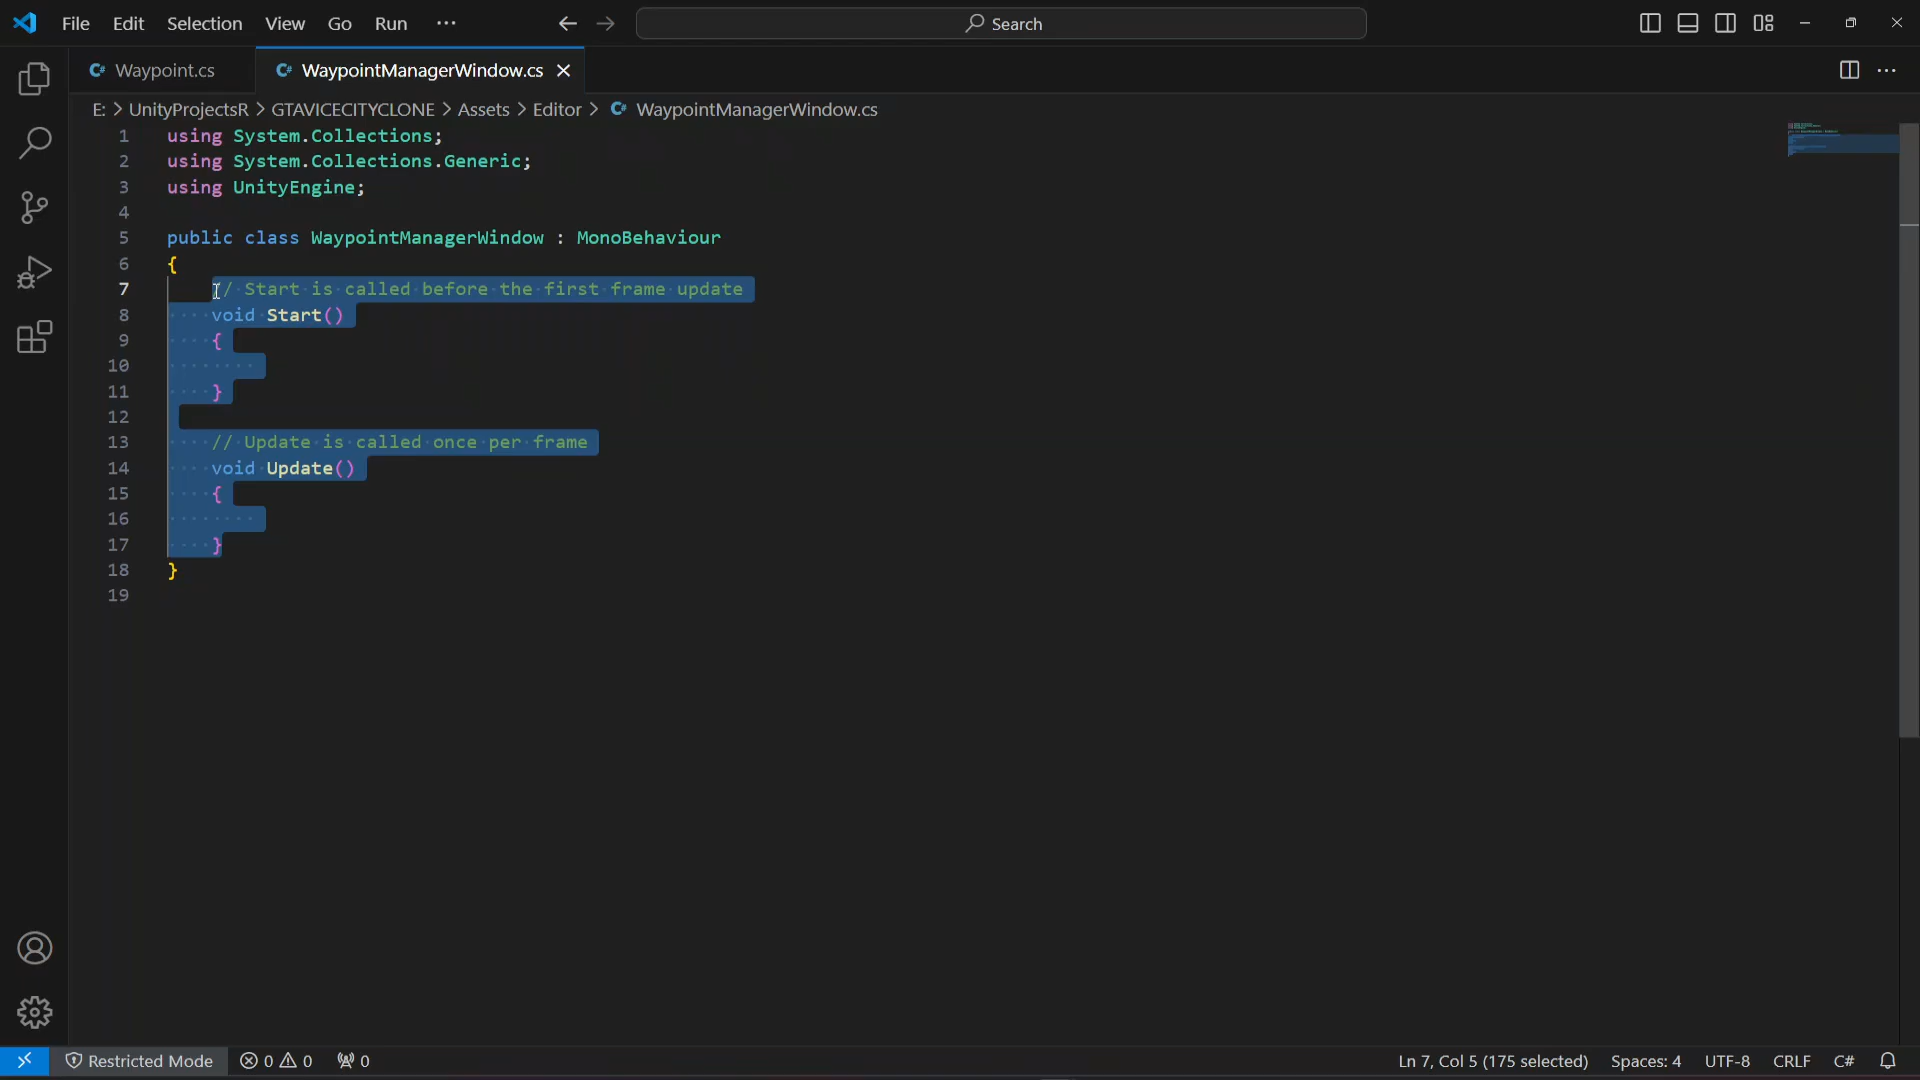 File Edit Selection View Go Run ··· Search
Waypoint.cs WaypointManagerWindow.cs
E: > UnityProjectsR > GTAVICECITYCLONE > Assets > Editor > WaypointManagerWindow.cs
1 using System.Collections;
2 using System.Collections.Generic;
3 using UnityEngine;
4
5 public class WaypointManagerWindow : MonoBehaviour
6 {
7 // Start is called before the first frame update
8 void Start()
9 {
10
11 }
12
13 // Update is called once per frame
14 void Update()
15 {
16
17 }
18 }
19
Restricted Mode 0 0 0 Ln 7, Col 5 (175 selected) Spaces: 4 UTF-8 CRLF C#